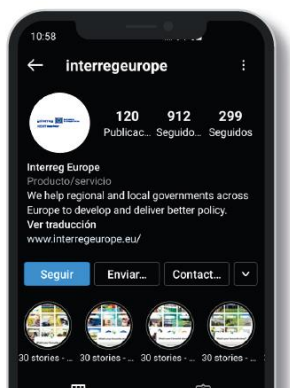 10:58
interregeurope
120 912 299
Publicac... Seguido... Seguidos
Interreg Europe
Producto/servicio
We help regional and local governments across
Europe to develop and deliver better policy.
Ver traducción
www.interregeurope.eu/
Seguir Enviar... Contact...
30 stories - ... 30 stories - ... 30 stories - ... 30 stories - ...